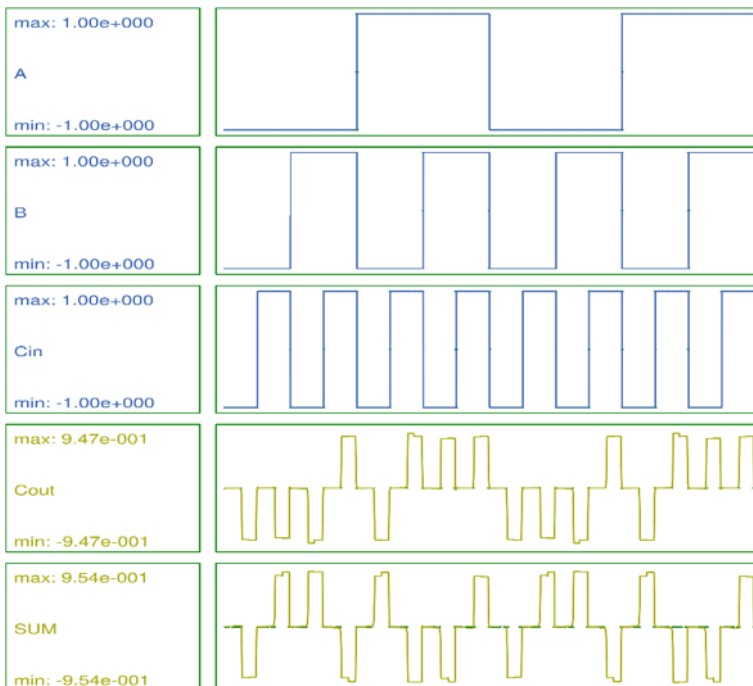 max: 1.00e+000
A
min: -1.00e+000
max: 1.00e+000
B
min: -1.00e+000
max: 1.00e+000
Cin
min: -1.00e+000
max: 9.47e-001
Cout
min: -9.47e-001
max: 9.54e-001
SUM
min: -9.54e-001